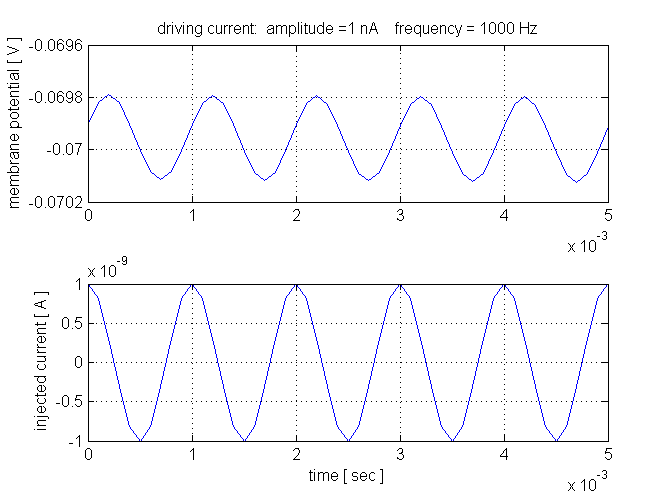 driving current:  amplitude =1 nA    frequency = 1000 Hz
membrane potential [ V ]
-0.0696
-0.0698
-0.07
-0.0702
0 1 2 3 4 5
x 10^-3
x 10^-9
injected current [ A ]
1
0.5
0
-0.5
-1
0 1 2 3 4 5
time [ sec ]
x 10^-3